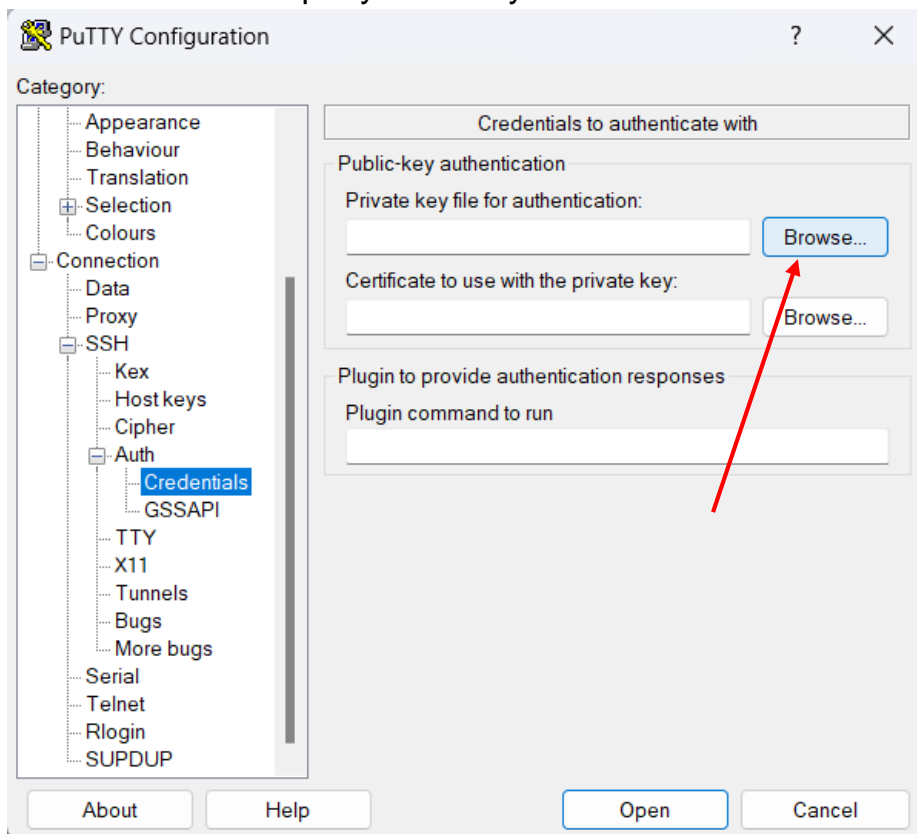 PuTTY Configuration ?
Category:
Appearance
Behaviour
Translation
Selection
Colours
Connection
Data
Proxy
SSH
Kex
Host keys
Cipher
Auth
Credentials
GSSAPI
TTY
X11
Tunnels
Bugs
More bugs
Serial
Telnet
Rlogin
SUPDUP
Credentials to authenticate with
Public-key authentication
Private key file for authentication:
Browse...
Certificate to use with the private key:
Browse...
Plugin to provide authentication responses
Plugin command to run
About
Help
Open
Cancel